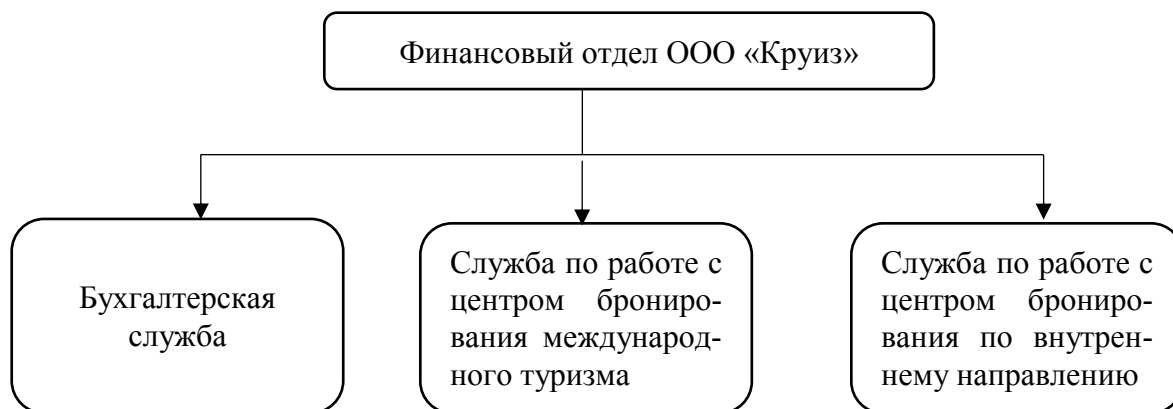 Финансовый отдел ООО «Круиз»
Бухгалтерская
служба
Служба по работе с
центром брониро-
вания международ-
ного туризма
Служба по работе с
центром брониро-
вания по внутрен-
нему направлению